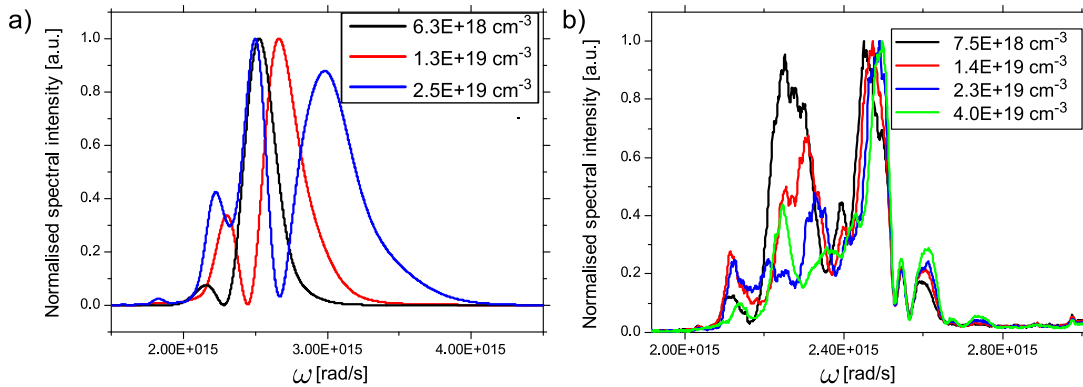 a)
Normalised spectral intensity [a.u.]
1.0
0.8
0.6
0.4
0.2
0.0
2.00E+015
3.00E+015
4.00E+015
ω [rad/s]
6.3E+18 cm⁻³
1.3E+19 cm⁻³
2.5E+19 cm⁻³
b)
Normalised spectral intensity [a.u.]
1.0
0.8
0.6
0.4
0.2
0.0
2.00E+015
2.40E+015
2.80E+015
ω [rad/s]
7.5E+18 cm⁻³
1.4E+19 cm⁻³
2.3E+19 cm⁻³
4.0E+19 cm⁻³